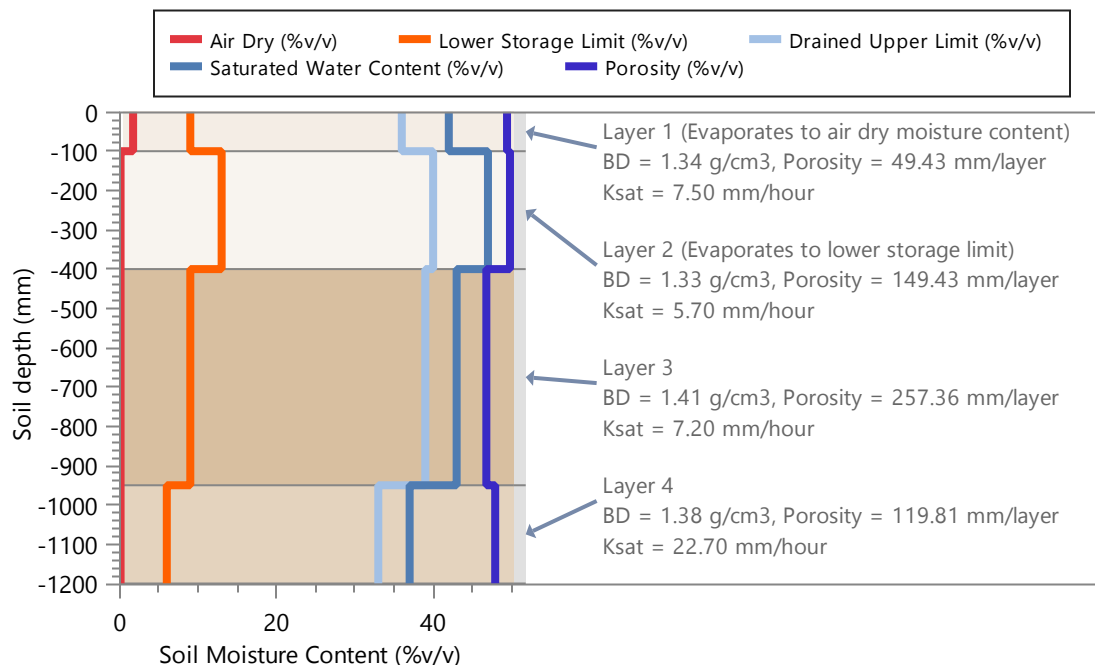 Air Dry (%v/v) Lower Storage Limit (%v/v) Drained Upper Limit (%v/v)
Saturated Water Content (%v/v) Porosity (%v/v)
0
-100
-200
-300
-400
-500
-600
-700
-800
-900
-1000
-1100
-1200
Soil depth (mm)
0 20 40
Soil Moisture Content (%v/v)
Layer 1 (Evaporates to air dry moisture content)
BD = 1.34 g/cm3, Porosity = 49.43 mm/layer
Ksat = 7.50 mm/hour
Layer 2 (Evaporates to lower storage limit)
BD = 1.33 g/cm3, Porosity = 149.43 mm/layer
Ksat = 5.70 mm/hour
Layer 3
BD = 1.41 g/cm3, Porosity = 257.36 mm/layer
Ksat = 7.20 mm/hour
Layer 4
BD = 1.38 g/cm3, Porosity = 119.81 mm/layer
Ksat = 22.70 mm/hour